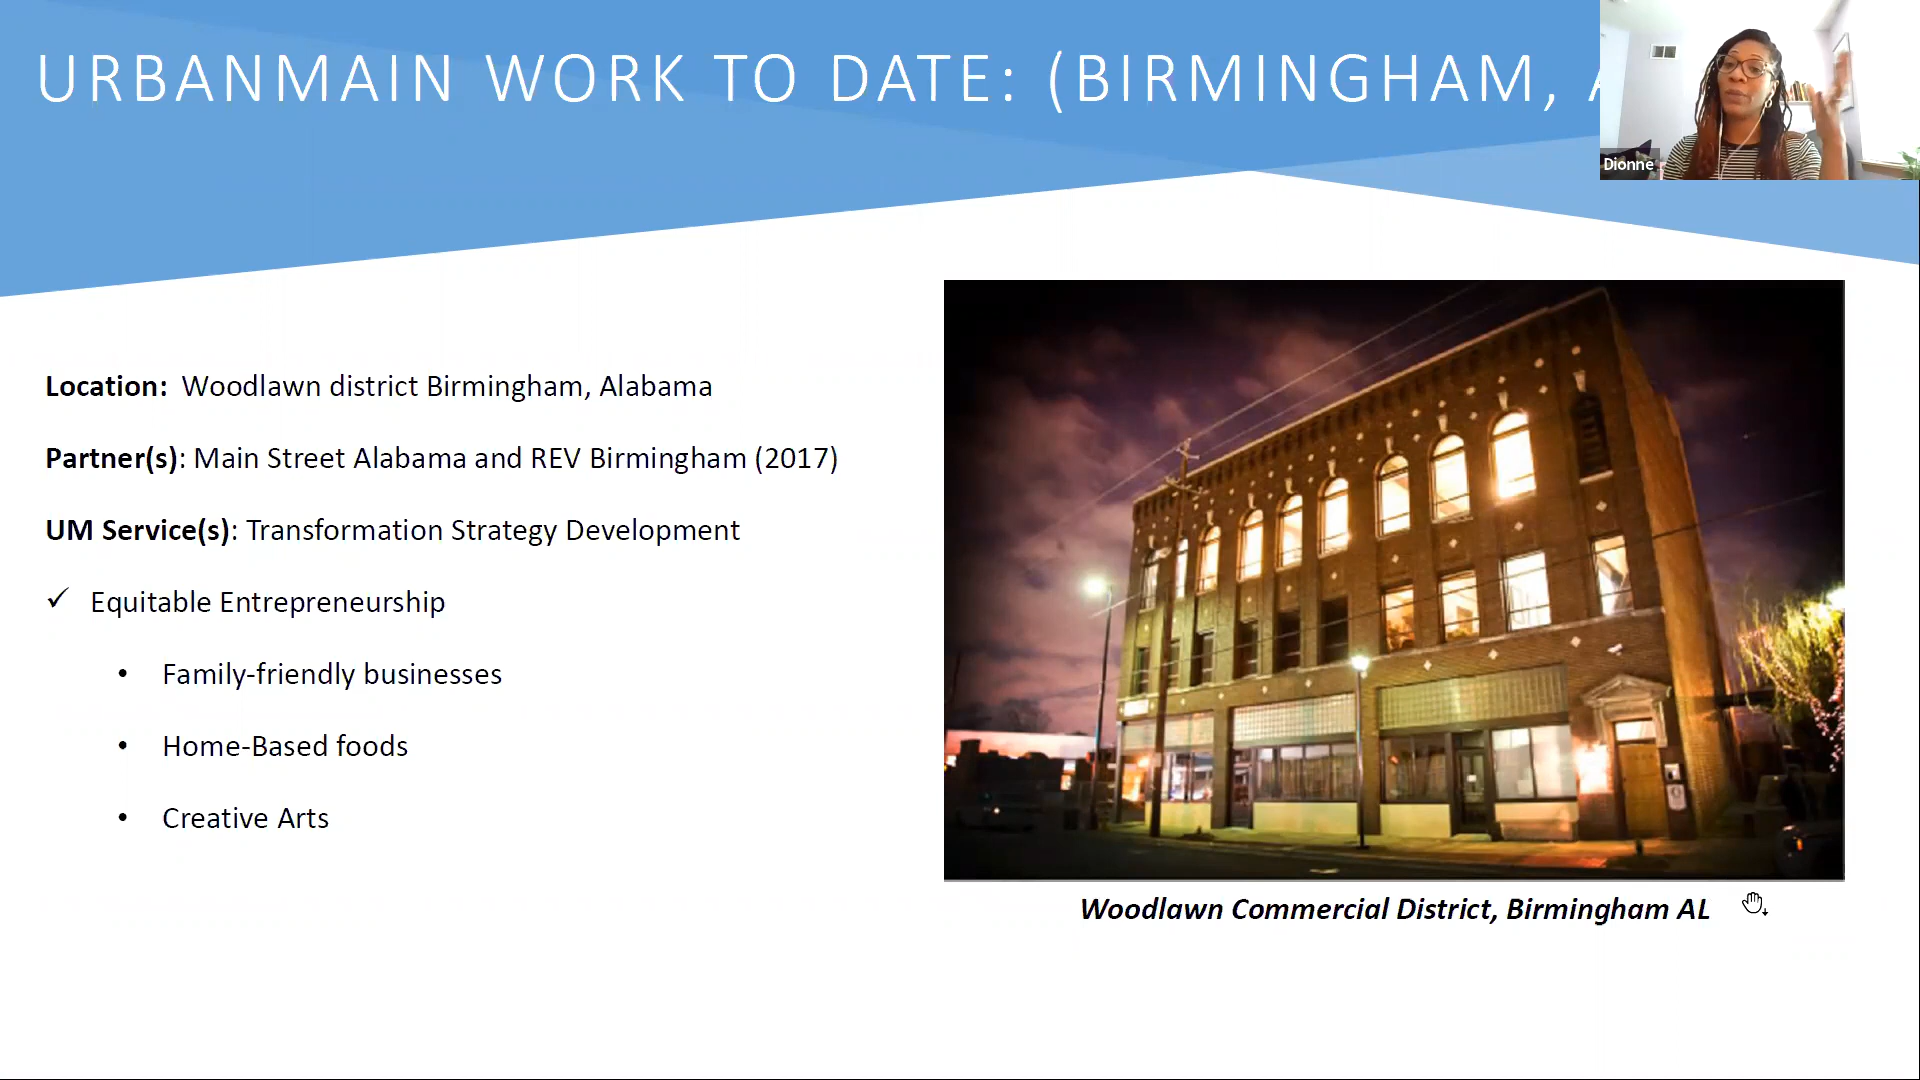 URBANMAIN WORK TO DATE: (BIRMINGHAM,
Dionne
Location: Woodlawn district Birmingham, Alabama
Partner(s): Main Street Alabama and REV Birmingham (2017)
UM Service(s): Transformation Strategy Development
✓ Equitable Entrepreneurship
• Family-friendly businesses
• Home-Based foods
• Creative Arts
Woodlawn Commercial District, Birmingham AL